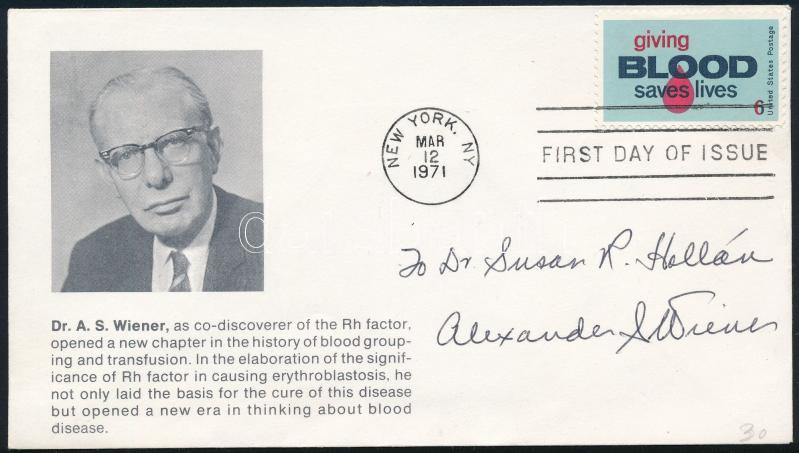 giving
BLOOD
saves lives
6
United States Postage
NEW YORK, NY
MAR
12
1971
FIRST DAY OF ISSUE
To Dr. Susan R. Hollán
Alexander S Wiener
Dr. A. S. Wiener, as co-discoverer of the Rh factor,
opened a new chapter in the history of blood group-
ing and transfusion. In the elaboration of the signif-
icance of Rh factor in causing erythroblastosis, he
not only laid the basis for the cure of this disease
but opened a new era in thinking about blood
disease.
30